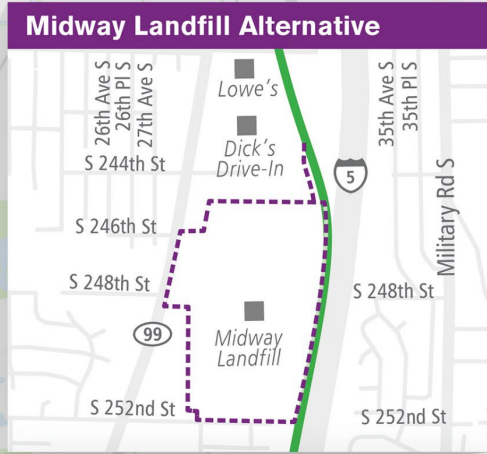 Midway Landfill Alternative
26th Ave S
26th Pl S
27th Ave S
Lowe's
35th Ave S
35th Pl S
Dick's
Drive-In
S 244th St
5
Military Rd S
S 246th St
S 248th St
S 248th St
99
Midway
Landfill
S 252nd St
S 252nd St